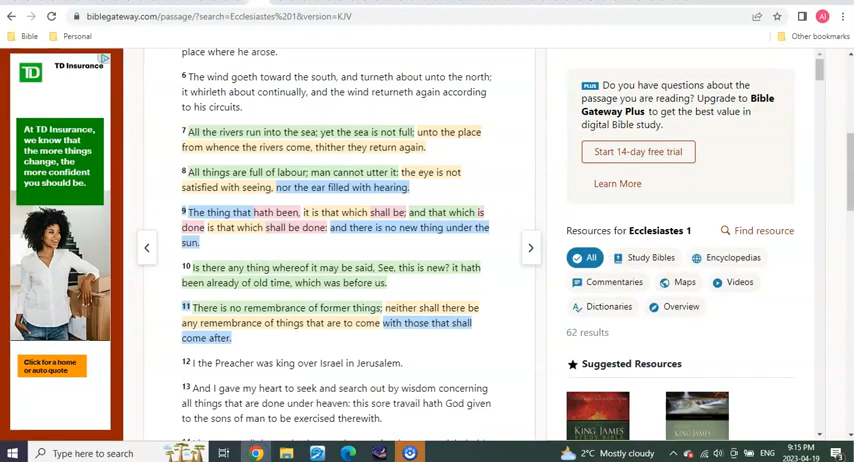 biblegateway.com/passage/?search=Ecclesiastes%201&version=KJV
Bible
Personal
Other bookmarks
TD Insurance
TD
At TD Insurance,
we know that
the more things
change, the
more confident
you should be.
Click for a home
or auto quote
place where he arose.
6 The wind goeth toward the south, and turneth about unto the north;
it whirleth about continually, and the wind returneth again according
to his circuits.
7 All the rivers run into the sea; yet the sea is not full; unto the place
from whence the rivers come, thither they return again.
8 All things are full of labour; man cannot utter it: the eye is not
satisfied with seeing, nor the ear filled with hearing.
9 The thing that hath been, it is that which shall be; and that which is
done is that which shall be done: and there is no new thing under the
sun.
10 Is there any thing whereof it may be said, See, this is new? it hath
been already of old time, which was before us.
11 There is no remembrance of former things; neither shall there be
any remembrance of things that are to come with those that shall
come after.
12 I the Preacher was king over Israel in Jerusalem.
13 And I gave my heart to seek and search out by wisdom concerning
all things that are done under heaven: this sore travail hath God given
to the sons of man to be exercised therewith.
PLUS Do you have questions about the
passage you are reading? Upgrade to Bible
Gateway Plus to get the best value in
digital Bible study.
Start 14-day free trial
Learn More
Resources for Ecclesiastes 1 Find resource
All Study Bibles Encyclopedias
Commentaries Maps Videos
Dictionaries Overview
62 results
Suggested Resources
KING JAMES
STUDY BIBLE
KING JAMES
Type here to search
2°C Mostly cloudy
ENG
9:15 PM
2023-04-19
3
AI